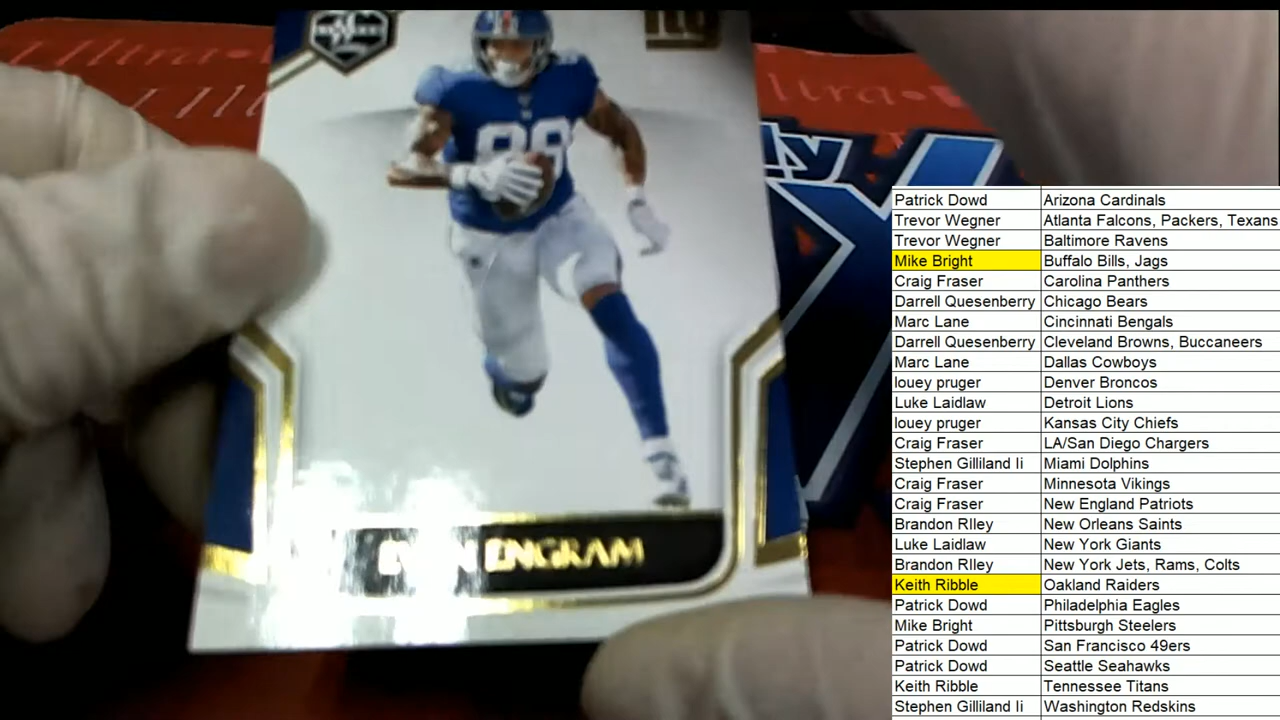 Ultra
Ultra
ly
88
EVAN ENGRAM
Patrick Dowd Arizona Cardinals
Trevor Wegner Atlanta Falcons, Packers, Texans
Trevor Wegner Baltimore Ravens
Mike Bright Buffalo Bills, Jags
Craig Fraser Carolina Panthers
Darrell Quesenberry Chicago Bears
Marc Lane Cincinnati Bengals
Darrell Quesenberry Cleveland Browns, Buccaneers
Marc Lane Dallas Cowboys
louey pruger Denver Broncos
Luke Laidlaw Detroit Lions
louey pruger Kansas City Chiefs
Craig Fraser LA/San Diego Chargers
Stephen Gilliland Ii Miami Dolphins
Craig Fraser Minnesota Vikings
Craig Fraser New England Patriots
Brandon RIley New Orleans Saints
Luke Laidlaw New York Giants
Brandon RIley New York Jets, Rams, Colts
Keith Ribble Oakland Raiders
Patrick Dowd Philadelphia Eagles
Mike Bright Pittsburgh Steelers
Patrick Dowd San Francisco 49ers
Patrick Dowd Seattle Seahawks
Keith Ribble Tennessee Titans
Stephen Gilliland Ii Washington Redskins